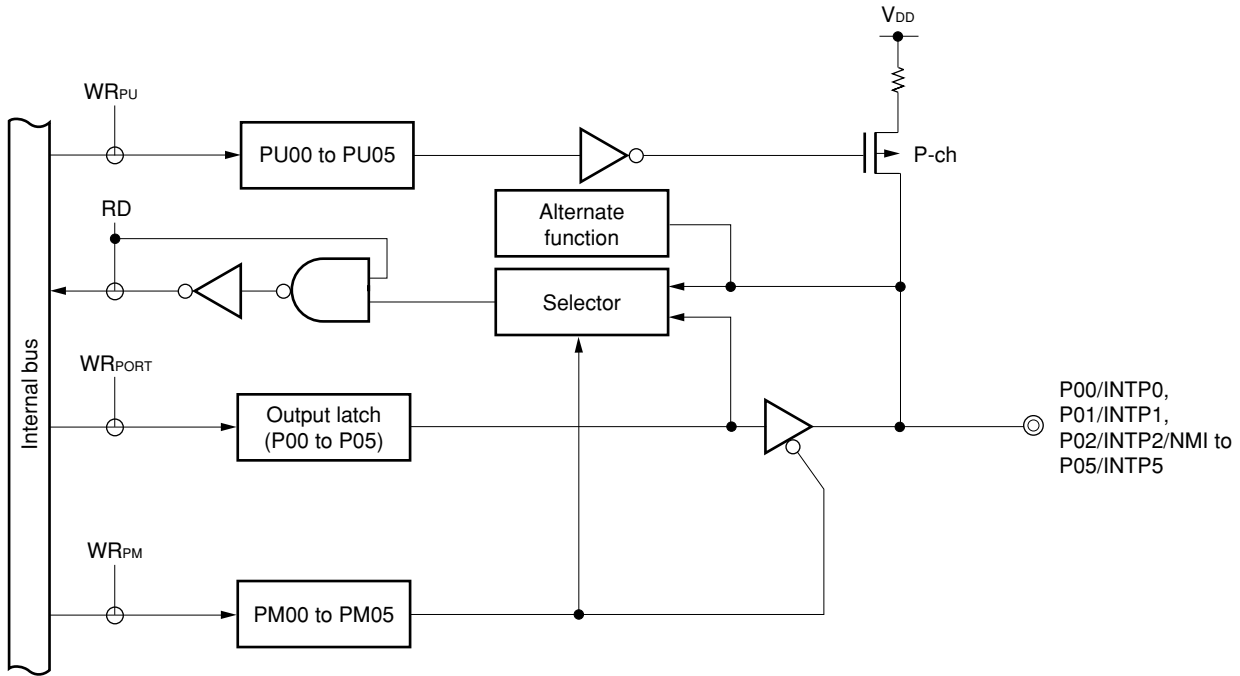 VDD
WRPU
PU00 to PU05
P-ch
RD
Alternate
function
Selector
Internal bus
WRPORT
Output latch
(P00 to P05)
P00/INTP0,
P01/INTP1,
P02/INTP2/NMI to
P05/INTP5
WRPM
PM00 to PM05